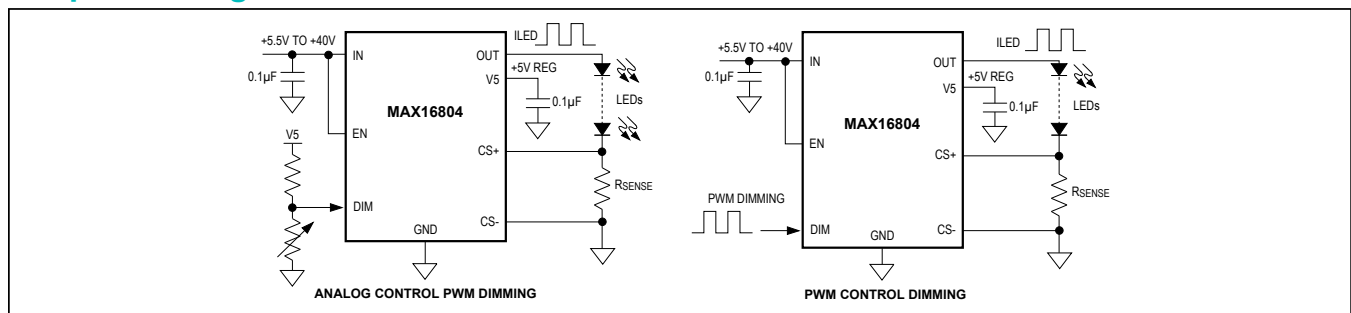 +5.5V TO +40V
0.1µF
IN
EN
V5
DIM
MAX16804
GND
OUT
V5
CS+
CS-
ILED
+5V REG
0.1µF
LEDs
RSENSE
ANALOG CONTROL PWM DIMMING
+5.5V TO +40V
0.1µF
IN
EN
PWM DIMMING
DIM
MAX16804
GND
OUT
V5
CS+
CS-
ILED
+5V REG
0.1µF
LEDs
RSENSE
PWM CONTROL DIMMING